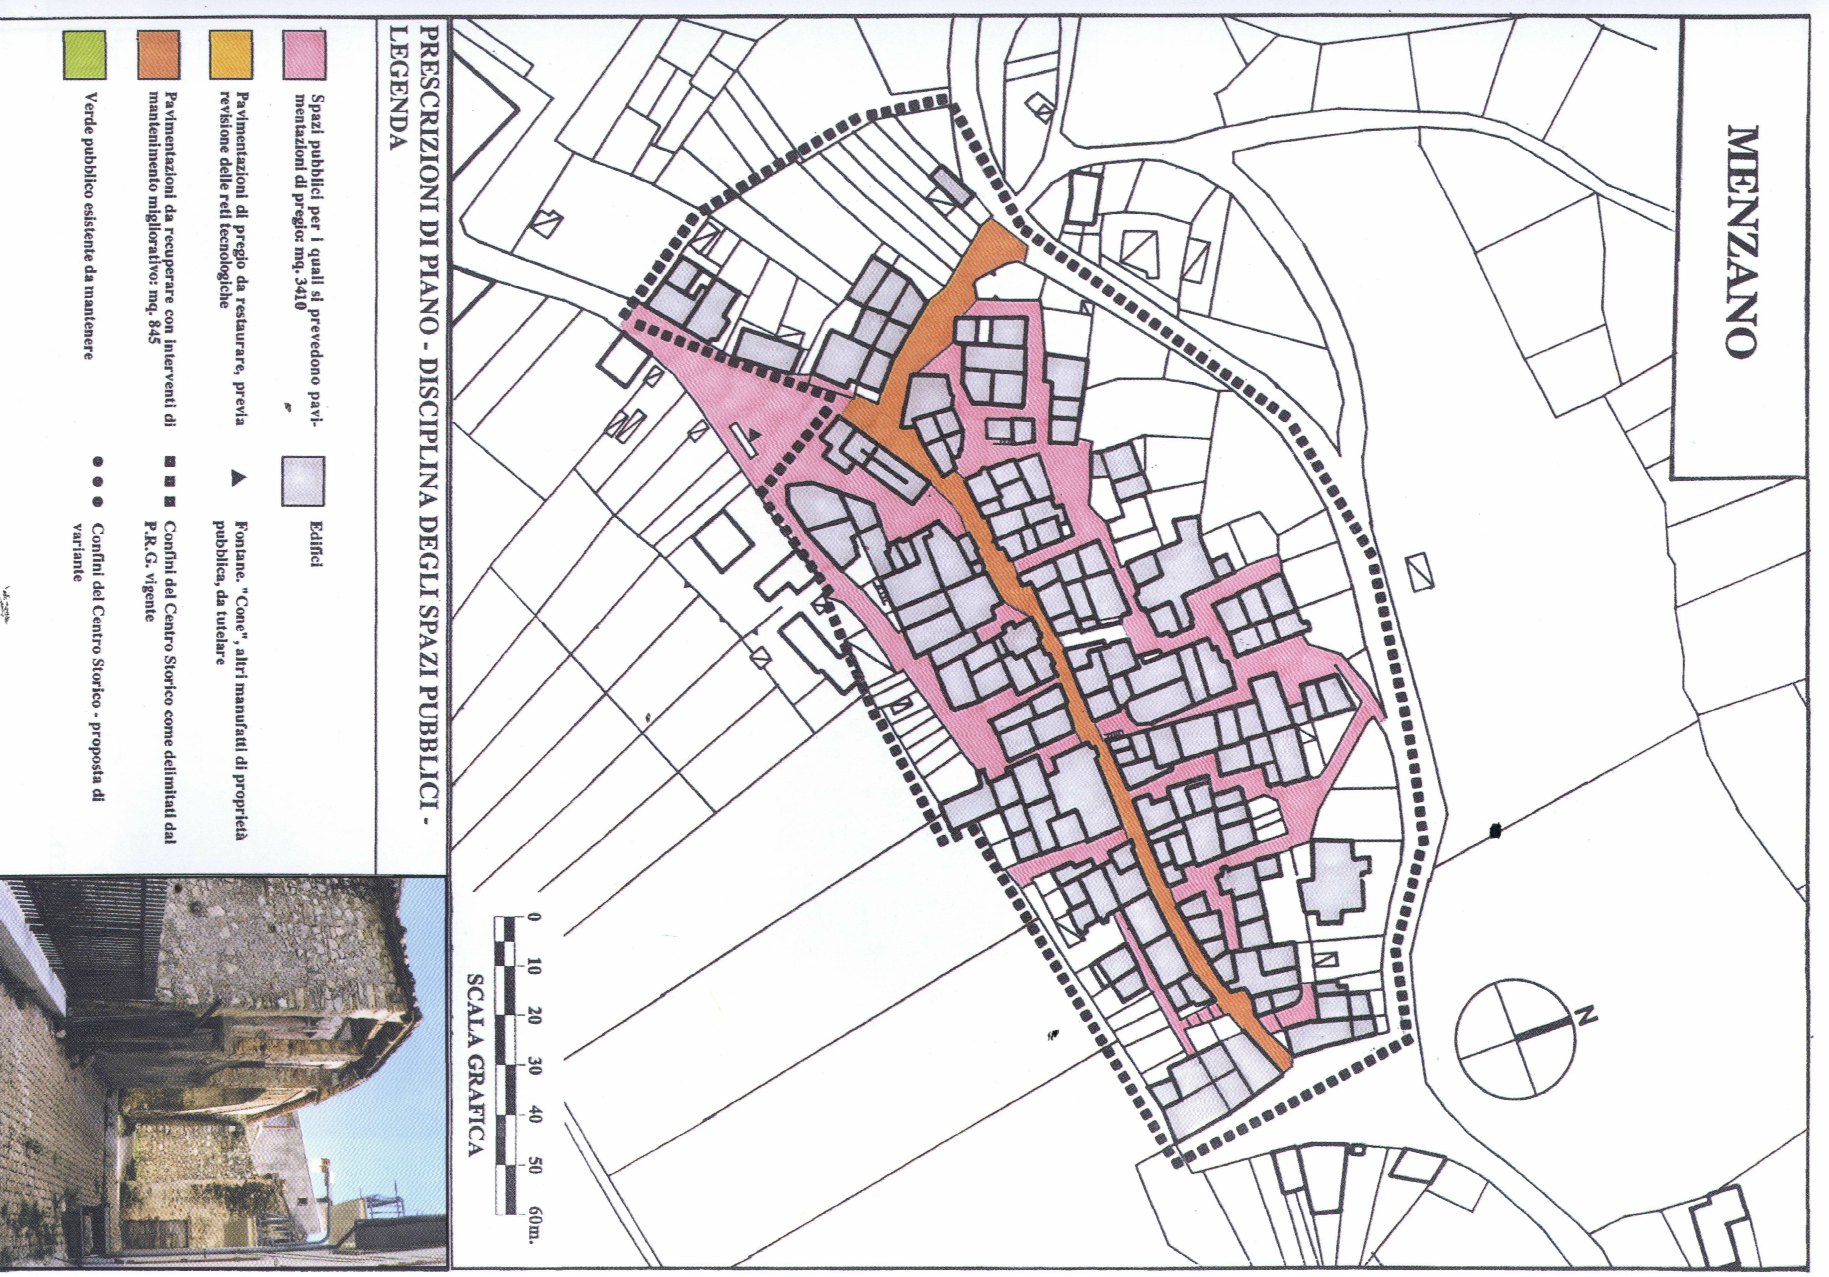 MENZANO
N
PRESCRIZIONI DI PIANO - DISCIPLINA DEGLI SPAZI PUBBLICI -
LEGENDA
Spazi pubblici per i quali si prevedono pavi-
mentazioni di pregio: mq. 3410
Pavimentazioni di pregio da restaurare, previa
revisione delle reti tecnologiche
Pavimentazioni da recuperare con interventi di
mantenimento migliorativo: mq. 845
Verde pubblico esistente da mantenere
Edifici
Fontane. "Cone", altri manufatti di proprietà
pubblica, da tutelare
Confini del Centro Storico come delimitati dal
P.R.G. vigente
Confini del Centro Storico - proposta di
variante
0 10 20 30 40 50 60m.
SCALA GRAFICA